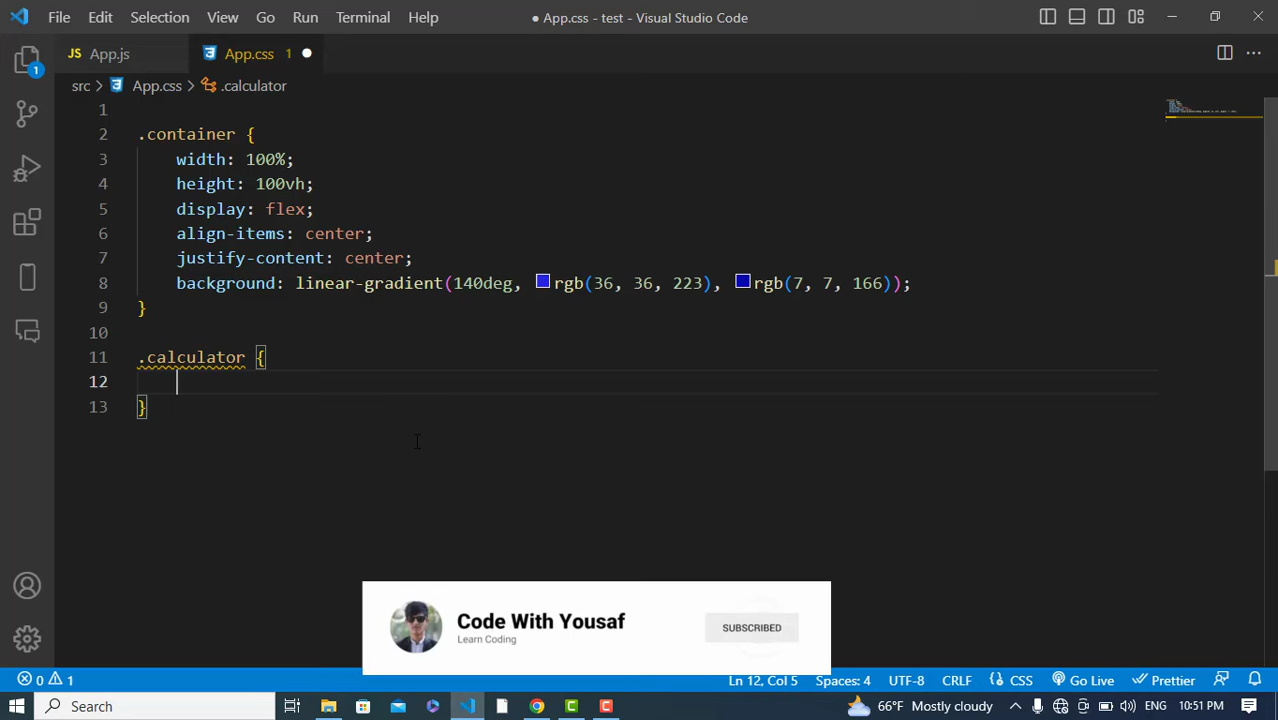 File Edit Selection View Go Run Terminal Help ● App.css - test - Visual Studio Code
JS App.js App.css 1
1
src > App.css > .calculator
1
2 .container {
3 width: 100%;
4 height: 100vh;
5 display: flex;
6 align-items: center;
7 justify-content: center;
8 background: linear-gradient(140deg, rgb(36, 36, 223), rgb(7, 7, 166));
9 }
10
11 .calculator {
12
13 }
Code With Yousaf
Learn Coding
SUBSCRIBED
0 1 Ln 12, Col 5 Spaces: 4 UTF-8 CRLF {} CSS Go Live Prettier
Search 66°F Mostly cloudy ENG 10:51 PM